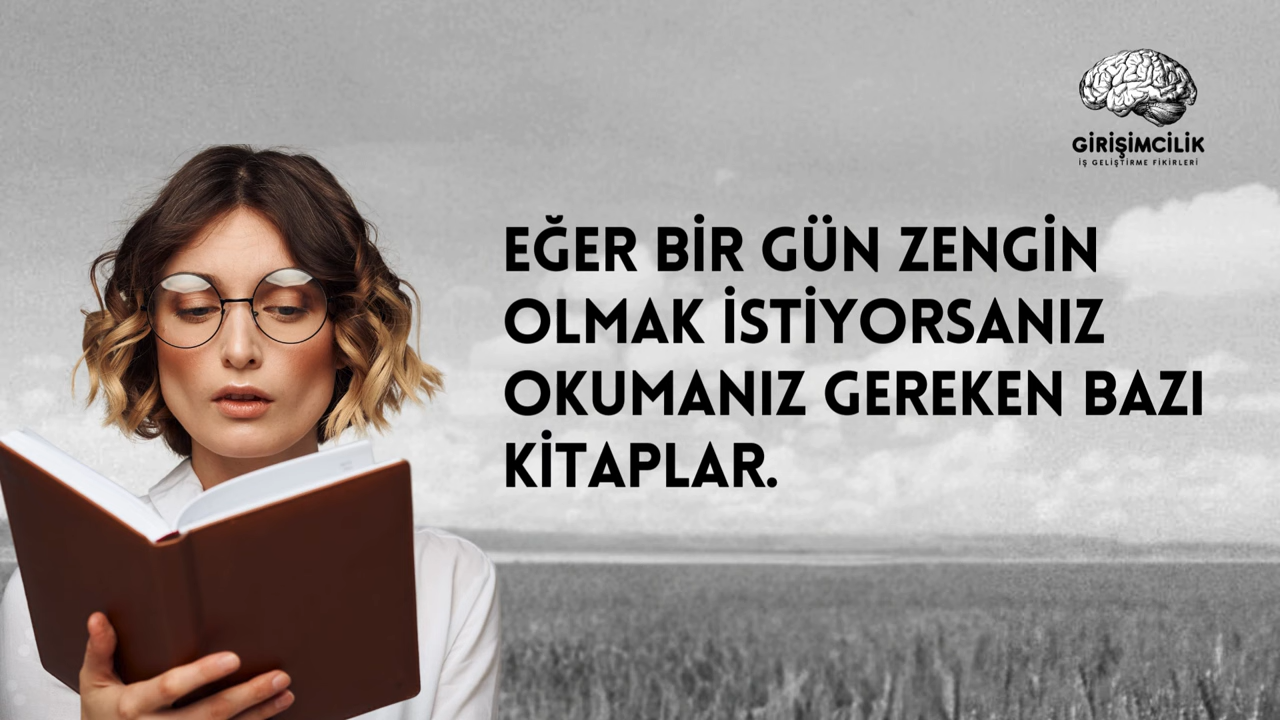 GİRİŞİMCİLİK
İŞ GELİŞTİRME FİKİRLERİ
EĞER BİR GÜN ZENGİN
OLMAK İSTİYORSANIZ
OKUMANIZ GEREKEN BAZI
KİTAPLAR.